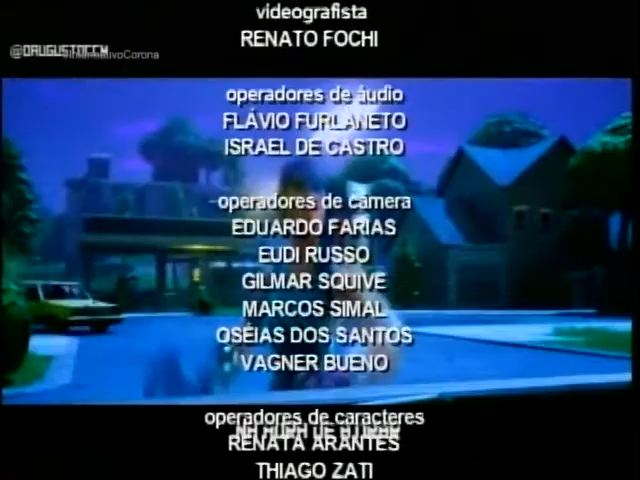 videografista
RENATO FOCHI
@OAUGUSTOCCM
operadores de áudio
FLÁVIO FURLANETO
ISRAEL DE CASTRO
operadores de câmera
EDUARDO FARIAS
EUDI RUSSO
GILMAR SQUIVE
MARCOS SIMAL
OSÉIAS DOS SANTOS
VAGNER BUENO
operadores de caracteres
RENATA ARANTES
THIAGO ZATI